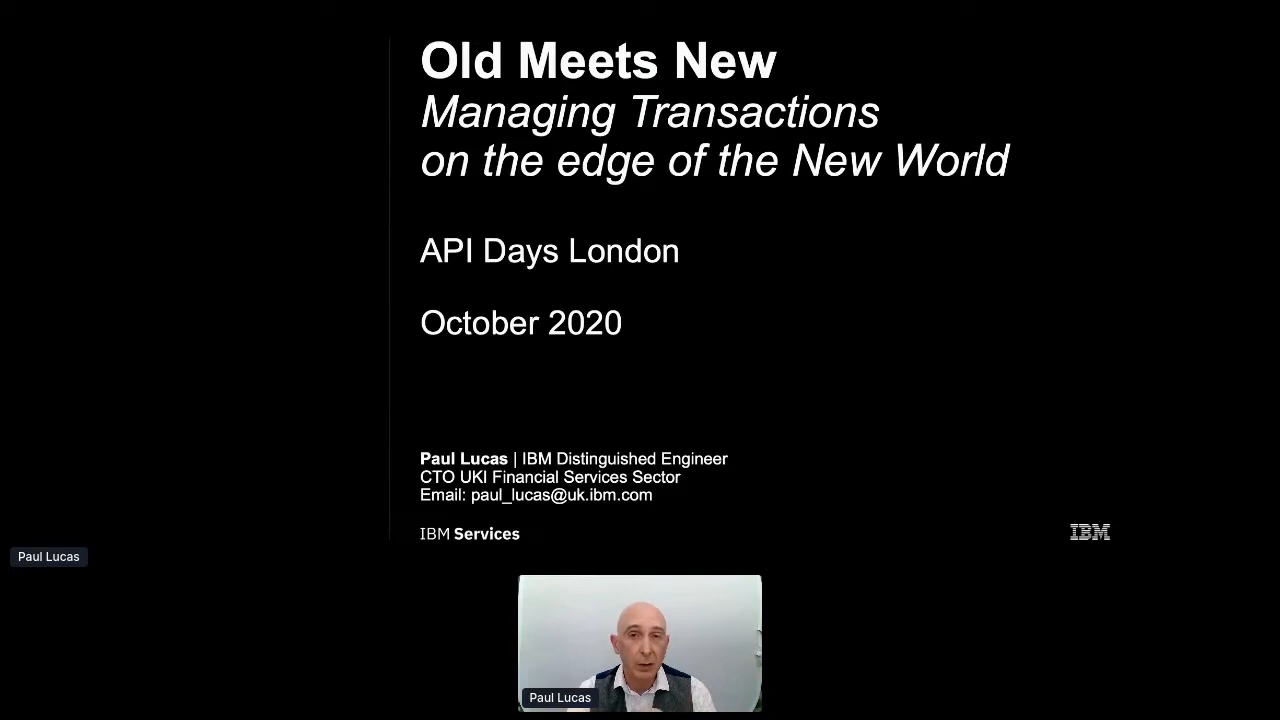 Old Meets New
Managing Transactions
on the edge of the New World
API Days London
October 2020
Paul Lucas | IBM Distinguished Engineer
CTO UKI Financial Services Sector
Email: paul_lucas@uk.ibm.com
IBM Services
IBM
Paul Lucas
Paul Lucas